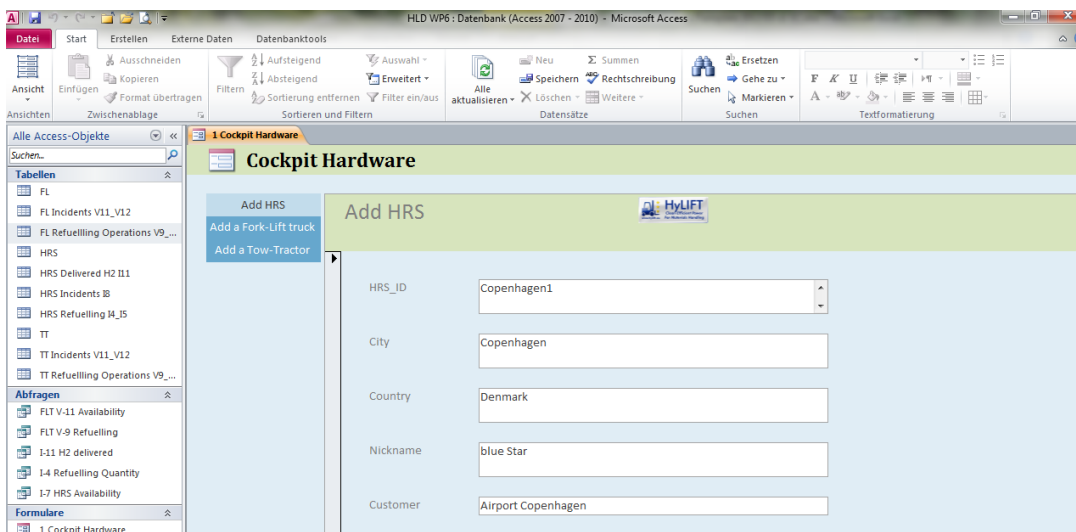 HLD WP6 : Datenbank (Access 2007 - 2010) - Microsoft Access
Datei Start Erstellen Externe Daten Datenbanktools
Ansicht
Ansichten
Einfügen
Ausschneiden
Kopieren
Format übertragen
Zwischenablage
Filtern
Aufsteigend
Absteigend
Sortierung entfernen
Auswahl
Erweitert
Filter ein/aus
Sortieren und Filtern
Alle
aktualisieren
Neu
Speichern
Löschen
Summen
Rechtschreibung
Weitere
Datensätze
Suchen
Ersetzen
Gehe zu
Markieren
Suchen
F K U
A
Textformatierung
Alle Access-Objekte
Suchen...
Tabellen
FL
FL Incidents V11_V12
FL Refuellling Operations V9_...
HRS
HRS Delivered H2 I11
HRS Incidents I8
HRS Refuelling I4_I5
TT
TT Incidents V11_V12
TT Refuellling Operations V9_...
Abfragen
FLT V-11 Availability
FLT V-9 Refuelling
I-11 H2 delivered
I-4 Refuelling Quantity
I-7 HRS Availability
Formulare
1 Cockpit Hardware
1 Cockpit Hardware
Cockpit Hardware
Add HRS
Add a Fork-Lift truck
Add a Tow-Tractor
Add HRS
HyLIFT
HRS_ID Copenhagen1
City Copenhagen
Country Denmark
Nickname blue Star
Customer Airport Copenhagen